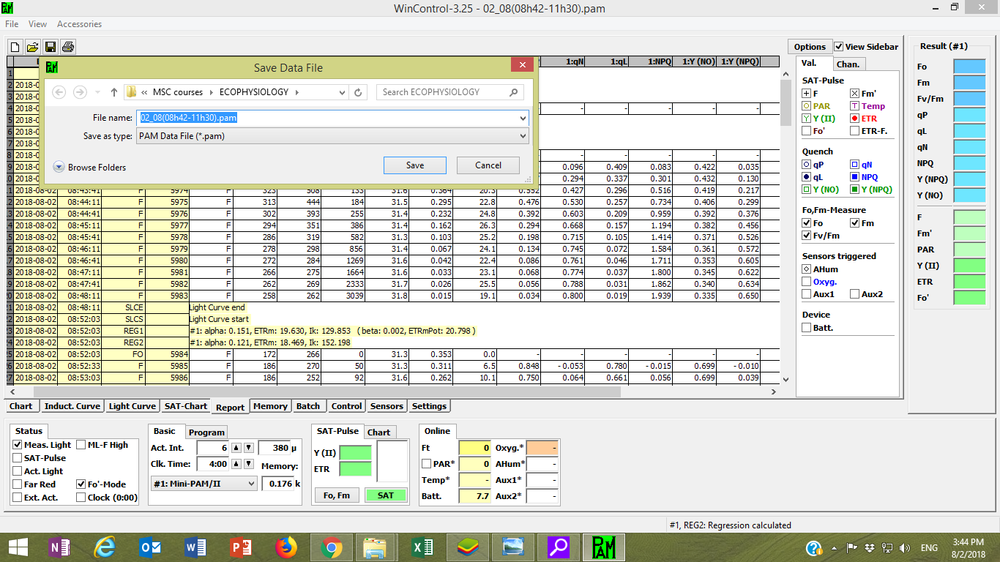 WinControl-3.25 - 02_08(08h42-11h30).pam
File View Accessories
Options View Sidebar
1:qN 1:qL 1:NPQ 1:Y (NO) 1:Y (NPQ)
Save Data File
« MSC courses ECOPHYSIOLOGY
Search ECOPHYSIOLOGY
File name: 02_08(08h42-11h30).pam
Save as type: PAM Data File (*.pam)
Browse Folders
Save Cancel
- - - - -
- - - - -
0.096 0.409 0.083 0.422 0.035
0.294 0.337 0.301 0.432 0.130
2018-08-02 08:43:41 F 5974 F 323 508 133 31.6 0.364 20.3 0.552 0.427 0.296 0.516 0.419 0.217
2018-08-02 08:44:11 F 5975 F 313 444 184 31.5 0.295 22.8 0.476 0.530 0.257 0.734 0.406 0.299
2018-08-02 08:44:41 F 5976 F 302 393 255 31.4 0.232 24.8 0.392 0.603 0.209 0.959 0.392 0.376
2018-08-02 08:45:11 F 5977 F 294 351 386 31.4 0.162 26.3 0.294 0.668 0.157 1.194 0.382 0.456
2018-08-02 08:45:41 F 5978 F 286 319 582 31.3 0.103 25.2 0.198 0.715 0.105 1.414 0.371 0.526
2018-08-02 08:46:11 F 5979 F 278 298 856 31.4 0.067 24.1 0.134 0.745 0.072 1.584 0.361 0.572
2018-08-02 08:46:41 F 5980 F 272 284 1269 31.6 0.042 22.4 0.086 0.761 0.046 1.711 0.353 0.605
2018-08-02 08:47:11 F 5981 F 266 275 1664 31.6 0.033 23.1 0.068 0.774 0.037 1.800 0.345 0.622
2018-08-02 08:47:41 F 5982 F 262 269 2333 31.7 0.026 25.5 0.056 0.788 0.031 1.862 0.340 0.634
2018-08-02 08:48:11 F 5983 F 258 262 3039 31.8 0.015 19.1 0.034 0.800 0.019 1.939 0.335 0.650
2018-08-02 08:48:11 SLCE Light Curve end
2018-08-02 08:52:03 SLCS Light Curve start
2018-08-02 08:52:03 REG1 #1: alpha: 0.151, ETRm: 19.630, Ik: 129.853 ( beta: 0.002, ETRmPot: 20.798 )
2018-08-02 08:52:03 REG2 #1: alpha: 0.121, ETRm: 18.469, Ik: 152.198
2018-08-02 08:52:03 FO 5984 F 172 266 0 31.3 0.353 0.0 - - - - - -
2018-08-02 08:52:33 F 5985 F 186 270 50 31.3 0.311 6.5 0.848 -0.053 0.780 -0.015 0.699 -0.010
2018-08-02 08:53:03 F 5986 F 186 252 92 31.6 0.262 10.1 0.750 0.064 0.661 0.056 0.699 0.039
Val. Chan.
SAT-Pulse
F Fm'
PAR Temp
Y (II) ETR
Fo' ETR-F.
Quench
qP qN
qL NPQ
Y (NO) Y (NPQ)
Fo,Fm-Measure
Fo Fm
Fv/Fm
Sensors triggered
AHum
Oxyg.
Aux1 Aux2
Device
Batt.
Result (#1)
Fo
Fm
Fv/Fm
qP
qL
qN
NPQ
Y (NPQ)
Y (NO)
F
Fm'
PAR
Y (II)
ETR
Fo'
Chart Induct. Curve Light Curve SAT-Chart Report Memory Batch Control Sensors Settings
Status
Meas. Light ML-F High
SAT-Pulse
Act. Light
Far Red Fo'-Mode
Ext. Act. Clock (0:00)
Basic Program
Act. Int. 6 380 µ
Clk. Time: 4:00 Memory:
#1: Mini-PAM/II 0.176 k
SAT-Pulse Chart
Y (II)
ETR
Fo, Fm SAT
Online
Ft 0 Oxyg.* -
PAR* 0 AHum* -
Temp* - Aux1* -
Batt. 7.7 Aux2* -
#1, REG2: Regression calculated
ENG
3:44 PM
8/2/2018